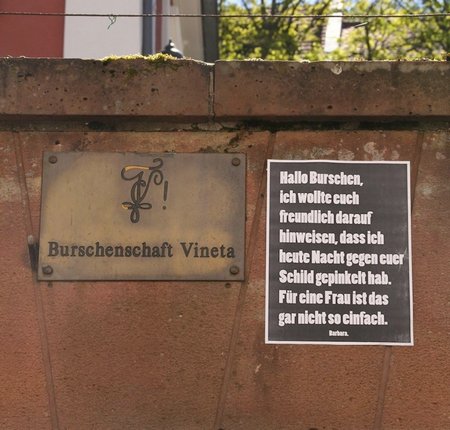 Burschenschaft Vineta
Hallo Burschen,
ich wollte euch
freundlich darauf
hinweisen, dass ich
heute Nacht gegen euer
Schild gepinkelt hab.
Für eine Frau ist das
gar nicht so einfach.
Barbara.